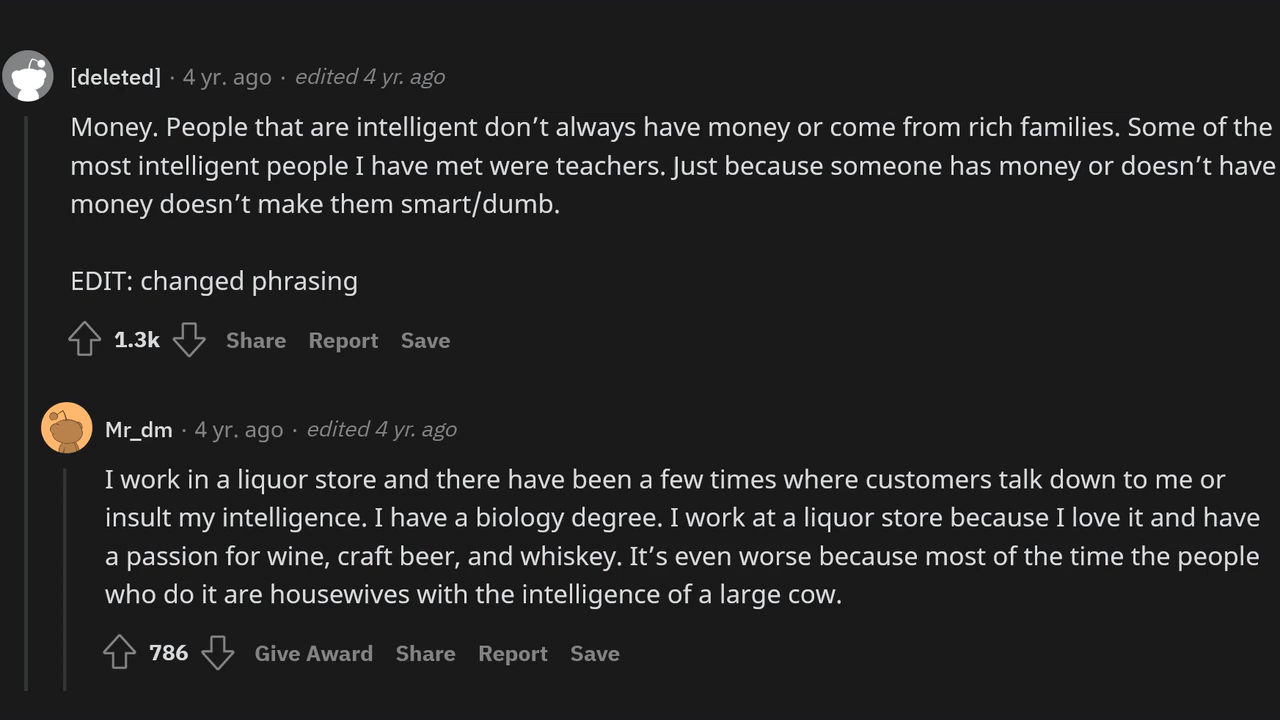 [deleted] · 4 yr. ago · edited 4 yr. ago
Money. People that are intelligent don’t always have money or come from rich families. Some of the
most intelligent people I have met were teachers. Just because someone has money or doesn’t have
money doesn’t make them smart/dumb.
EDIT: changed phrasing
1.3k Share Report Save
Mr_dm · 4 yr. ago · edited 4 yr. ago
I work in a liquor store and there have been a few times where customers talk down to me or
insult my intelligence. I have a biology degree. I work at a liquor store because I love it and have
a passion for wine, craft beer, and whiskey. It’s even worse because most of the time the people
who do it are housewives with the intelligence of a large cow.
786 Give Award Share Report Save